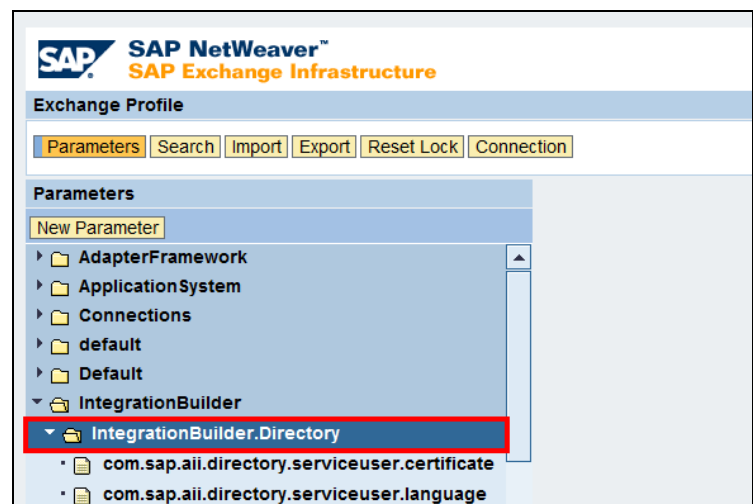 SAP
SAP NetWeaver™
SAP Exchange Infrastructure
Exchange Profile
Parameters Search Import Export Reset Lock Connection
Parameters
New Parameter
AdapterFramework
ApplicationSystem
Connections
default
Default
IntegrationBuilder
IntegrationBuilder.Directory
com.sap.aii.directory.serviceuser.certificate
com.sap.aii.directory.serviceuser.language